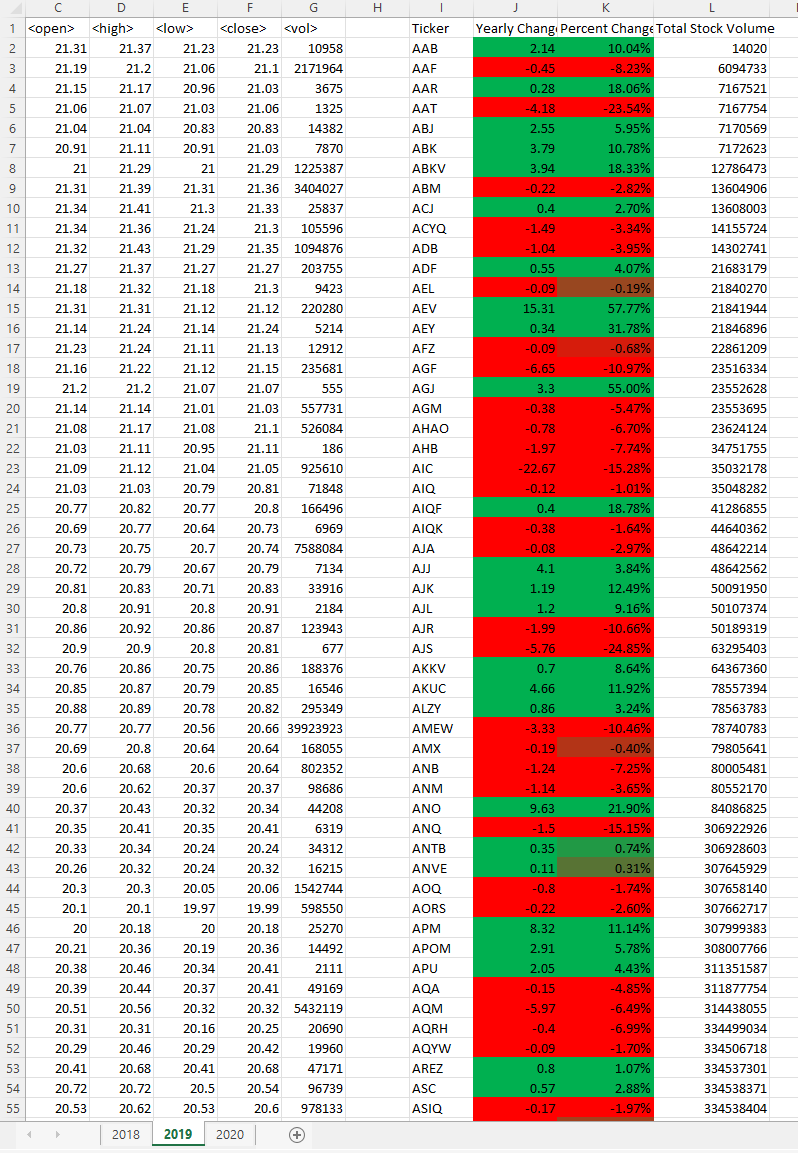 C D E F G H I J K L
1 <open> <high> <low> <close> <vol> Ticker Yearly Chang Percent Change Total Stock Volume
2 21.31 21.37 21.23 21.23 10958 AAB 2.14 10.04% 14020
3 21.19 21.2 21.06 21.1 2171964 AAF -0.45 -8.23% 6094733
4 21.15 21.17 20.96 21.03 3675 AAR 0.28 18.06% 7167521
5 21.06 21.07 21.03 21.06 1325 AAT -4.18 -23.54% 7167754
6 21.04 21.04 20.83 20.83 14382 ABJ 2.55 5.95% 7170569
7 20.91 21.11 20.91 21.03 7870 ABK 3.79 10.78% 7172623
8 21 21.29 21 21.29 1225387 ABKV 3.94 18.33% 12786473
9 21.31 21.39 21.31 21.36 3404027 ABM -0.22 -2.82% 13604906
10 21.34 21.41 21.3 21.33 25837 ACJ 0.4 2.70% 13608003
11 21.34 21.36 21.24 21.3 105596 ACYQ -1.49 -3.34% 14155724
12 21.32 21.43 21.29 21.35 1094876 ADB -1.04 -3.95% 14302741
13 21.27 21.37 21.27 21.27 203755 ADF 0.55 4.07% 21683179
14 21.18 21.32 21.18 21.3 9423 AEL -0.09 -0.19% 21840270
15 21.31 21.31 21.12 21.12 220280 AEV 15.31 57.77% 21841944
16 21.14 21.24 21.14 21.24 5214 AEY 0.34 31.78% 21846896
17 21.23 21.24 21.11 21.13 12912 AFZ -0.09 -0.68% 22861209
18 21.16 21.22 21.12 21.15 235681 AGF -6.65 -10.97% 23516334
19 21.2 21.2 21.07 21.07 555 AGJ 3.3 55.00% 23552628
20 21.14 21.14 21.01 21.03 557731 AGM -0.38 -5.47% 23553695
21 21.08 21.17 21.08 21.1 526084 AHAO -0.78 -6.70% 23624124
22 21.03 21.11 20.95 21.11 186 AHB -1.97 -7.74% 34751755
23 21.09 21.12 21.04 21.05 925610 AIC -22.67 -15.28% 35032178
24 21.03 21.03 20.79 20.81 71848 AIQ -0.12 -1.01% 35048282
25 20.77 20.82 20.77 20.8 166496 AIQF 0.4 18.78% 41286855
26 20.69 20.77 20.64 20.73 6969 AIQK -0.38 -1.64% 44640362
27 20.73 20.75 20.7 20.74 7588084 AJA -0.08 -2.97% 48642214
28 20.72 20.79 20.67 20.79 7134 AJJ 4.1 3.84% 48642562
29 20.81 20.83 20.71 20.83 33916 AJK 1.19 12.49% 50091950
30 20.8 20.91 20.8 20.91 2184 AJL 1.2 9.16% 50107374
31 20.86 20.92 20.86 20.87 123943 AJR -1.99 -10.66% 50189319
32 20.9 20.9 20.8 20.81 677 AJS -5.76 -24.85% 63295403
33 20.76 20.86 20.75 20.86 188376 AKKV 0.7 8.64% 64367360
34 20.85 20.87 20.79 20.85 16546 AKUC 4.66 11.92% 78557394
35 20.88 20.89 20.78 20.82 295349 ALZY 0.86 3.24% 78563783
36 20.77 20.77 20.56 20.66 39923923 AMEW -3.33 -10.46% 78740783
37 20.69 20.8 20.64 20.64 168055 AMX -0.19 -0.40% 79805641
38 20.6 20.68 20.6 20.64 802352 ANB -1.24 -7.25% 80005481
39 20.6 20.62 20.37 20.37 98686 ANM -1.14 -3.65% 80552170
40 20.37 20.43 20.32 20.34 44208 ANO 9.63 21.90% 84086825
41 20.35 20.41 20.35 20.41 6319 ANQ -1.5 -15.15% 306922926
42 20.33 20.34 20.24 20.24 34312 ANTB 0.35 0.74% 306928603
43 20.26 20.32 20.24 20.32 16215 ANVE 0.11 0.31% 307645929
44 20.3 20.3 20.05 20.06 1542744 AOQ -0.8 -1.74% 307658140
45 20.1 20.1 19.97 19.99 598550 AORS -0.22 -2.60% 307662717
46 20 20.18 20 20.18 25270 APM 8.32 11.14% 307999383
47 20.21 20.36 20.19 20.36 14492 APOM 2.91 5.78% 308007766
48 20.38 20.46 20.34 20.41 2111 APU 2.05 4.43% 311351587
49 20.39 20.44 20.37 20.41 49169 AQA -0.15 -4.85% 311877754
50 20.51 20.56 20.32 20.32 5432119 AQM -5.97 -6.49% 314438055
51 20.31 20.31 20.16 20.25 20690 AQRH -0.4 -6.99% 334499034
52 20.29 20.46 20.29 20.42 19960 AQYW -0.09 -1.70% 334506718
53 20.41 20.68 20.41 20.68 47171 AREZ 0.8 1.07% 334537301
54 20.72 20.72 20.5 20.54 96739 ASC 0.57 2.88% 334538371
55 20.53 20.62 20.53 20.6 978133 ASIQ -0.17 -1.97% 334538404
2018 2019 2020